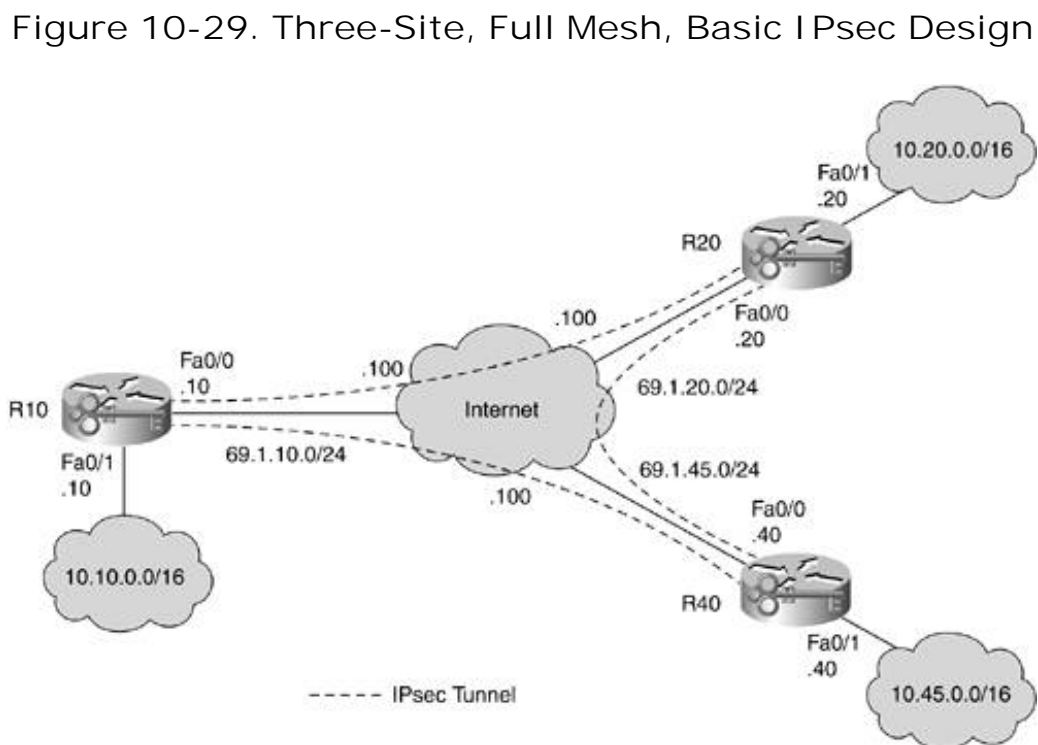 Figure 10-29. Three-Site, Full Mesh, Basic IPsec Design
10.20.0.0/16
Fa0/1
.20
R20
Fa0/0
.20
.100
.100
Fa0/0
.10
R10
Internet
69.1.20.0/24
69.1.10.0/24
Fa0/1
.10
69.1.45.0/24
.100
Fa0/0
.40
10.10.0.0/16
R40
Fa0/1
.40
IPsec Tunnel
10.45.0.0/16